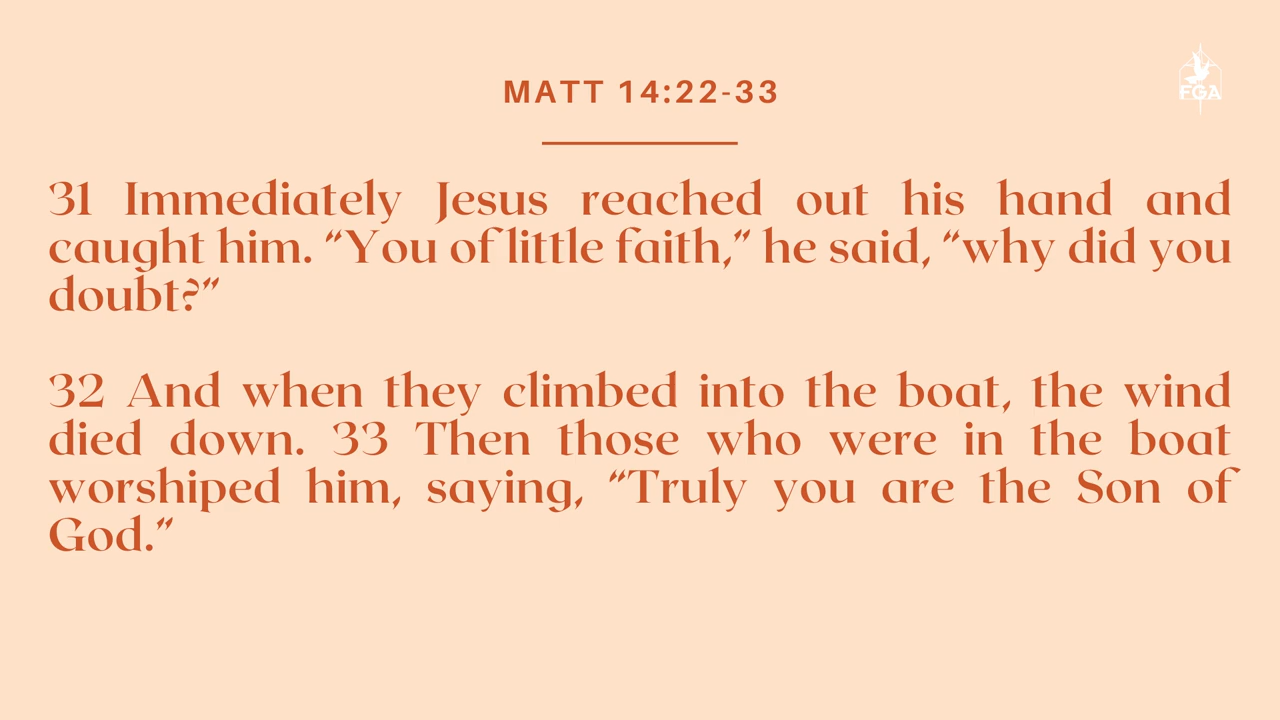 MATT 14:22-33
FGA
31 Immediately Jesus reached out his hand and
caught him. “You of little faith,” he said, “why did you
doubt?”
32 And when they climbed into the boat, the wind
died down. 33 Then those who were in the boat
worshiped him, saying, “Truly you are the Son of
God.”